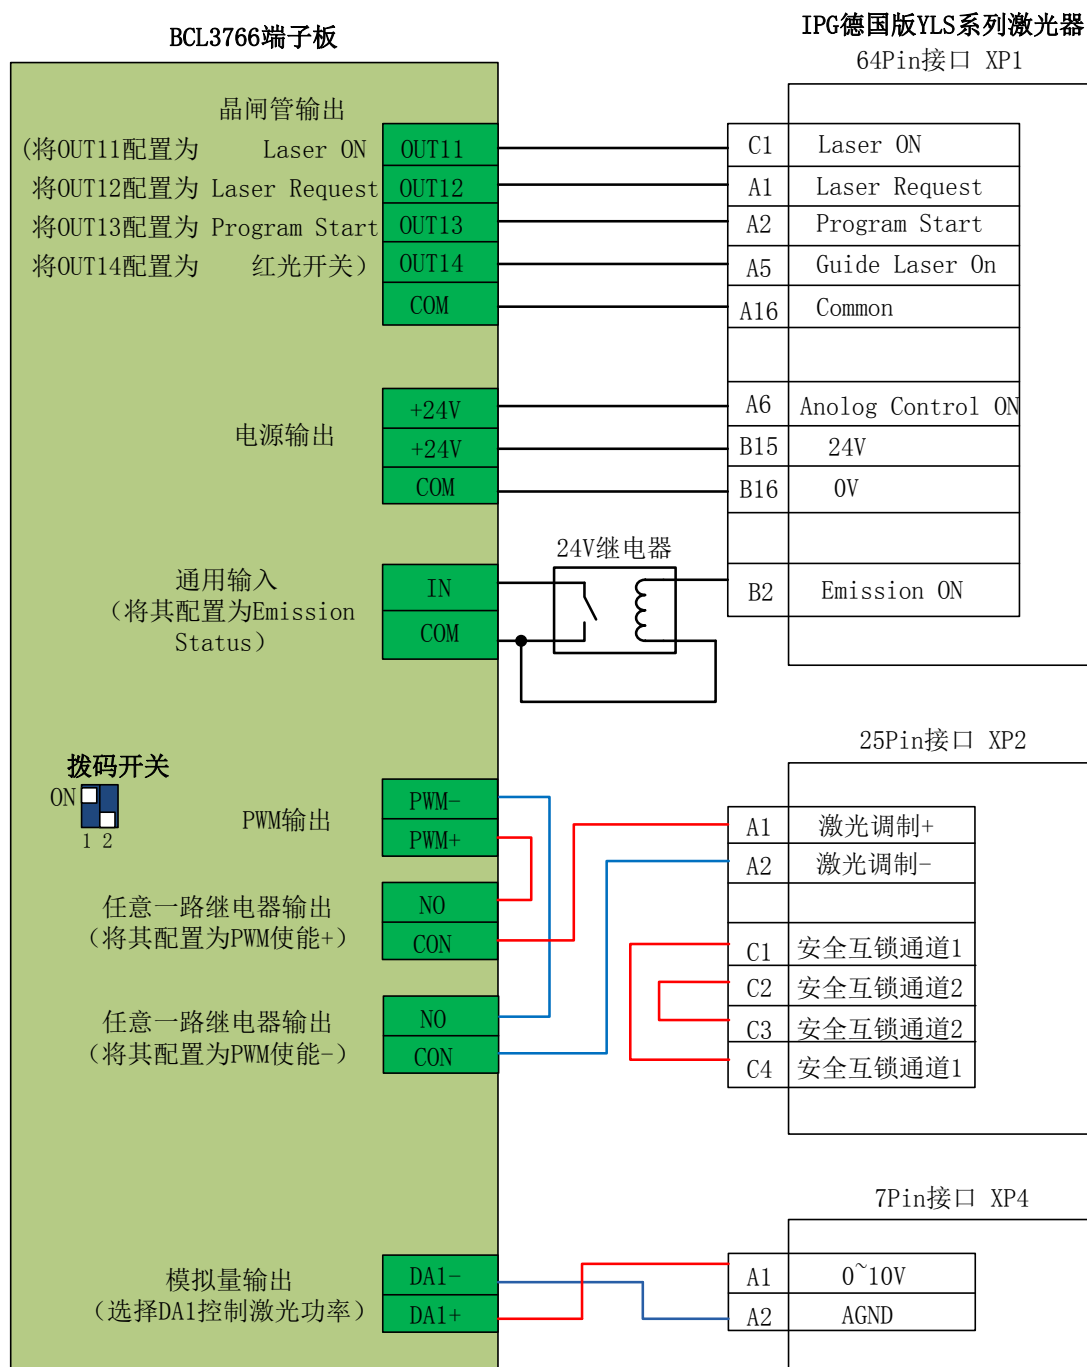 BCL3766端子板
IPG德国版YLS系列激光器
64Pin接口 XP1
晶闸管输出
(将OUT11配置为 Laser ON OUT11 C1 Laser ON
将OUT12配置为 Laser Request OUT12 A1 Laser Request
将OUT13配置为 Program Start OUT13 A2 Program Start
将OUT14配置为 红光开关) OUT14 A5 Guide Laser On
COM A16 Common
+24V A6 Anolog Control ON
电源输出
+24V B15 24V
COM B16 0V
24V继电器
通用输入
(将其配置为Emission
Status)
IN B2 Emission ON
COM
25Pin接口 XP2
拨码开关
ON
1 2
PWM输出
PWM-
PWM+
A1 激光调制+
A2 激光调制-
任意一路继电器输出
(将其配置为PWM使能+)
NO
CON
C1 安全互锁通道1
C2 安全互锁通道2
C3 安全互锁通道2
C4 安全互锁通道1
任意一路继电器输出
(将其配置为PWM使能-)
NO
CON
7Pin接口 XP4
模拟量输出
(选择DA1控制激光功率)
DA1-
DA1+
A1 0~10V
A2 AGND